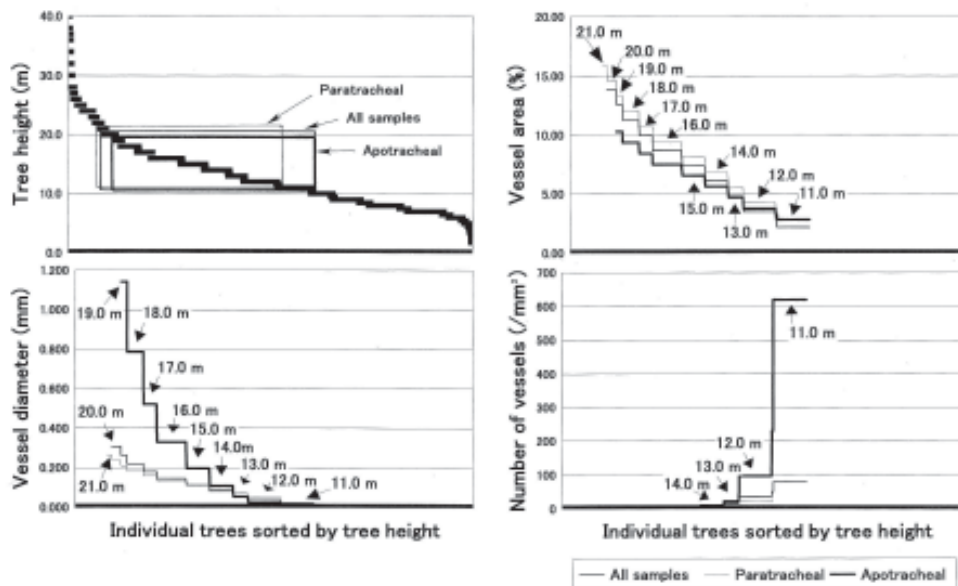 Tree height (m)
40.0
30.0
20.0
10.0
0.0
Paratracheal
All samples
Apotracheal
Vessel area (%)
20.00
15.00
10.00
5.00
0.00
21.0 m
20.0 m
19.0 m
18.0 m
17.0 m
16.0 m
14.0 m
12.0 m
11.0 m
15.0 m
13.0 m
Vessel diameter (mm)
1.200
1.000
0.800
0.600
0.400
0.200
0.000
19.0 m
18.0 m
17.0 m
16.0 m
20.0 m
15.0 m
14.0m
13.0 m
12.0 m
11.0 m
21.0 m
Individual trees sorted by tree height
Number of vessels (/mm²)
700
600
500
400
300
200
100
0
11.0 m
12.0 m
13.0 m
14.0 m
Individual trees sorted by tree height
All samples Paratracheal Apotracheal